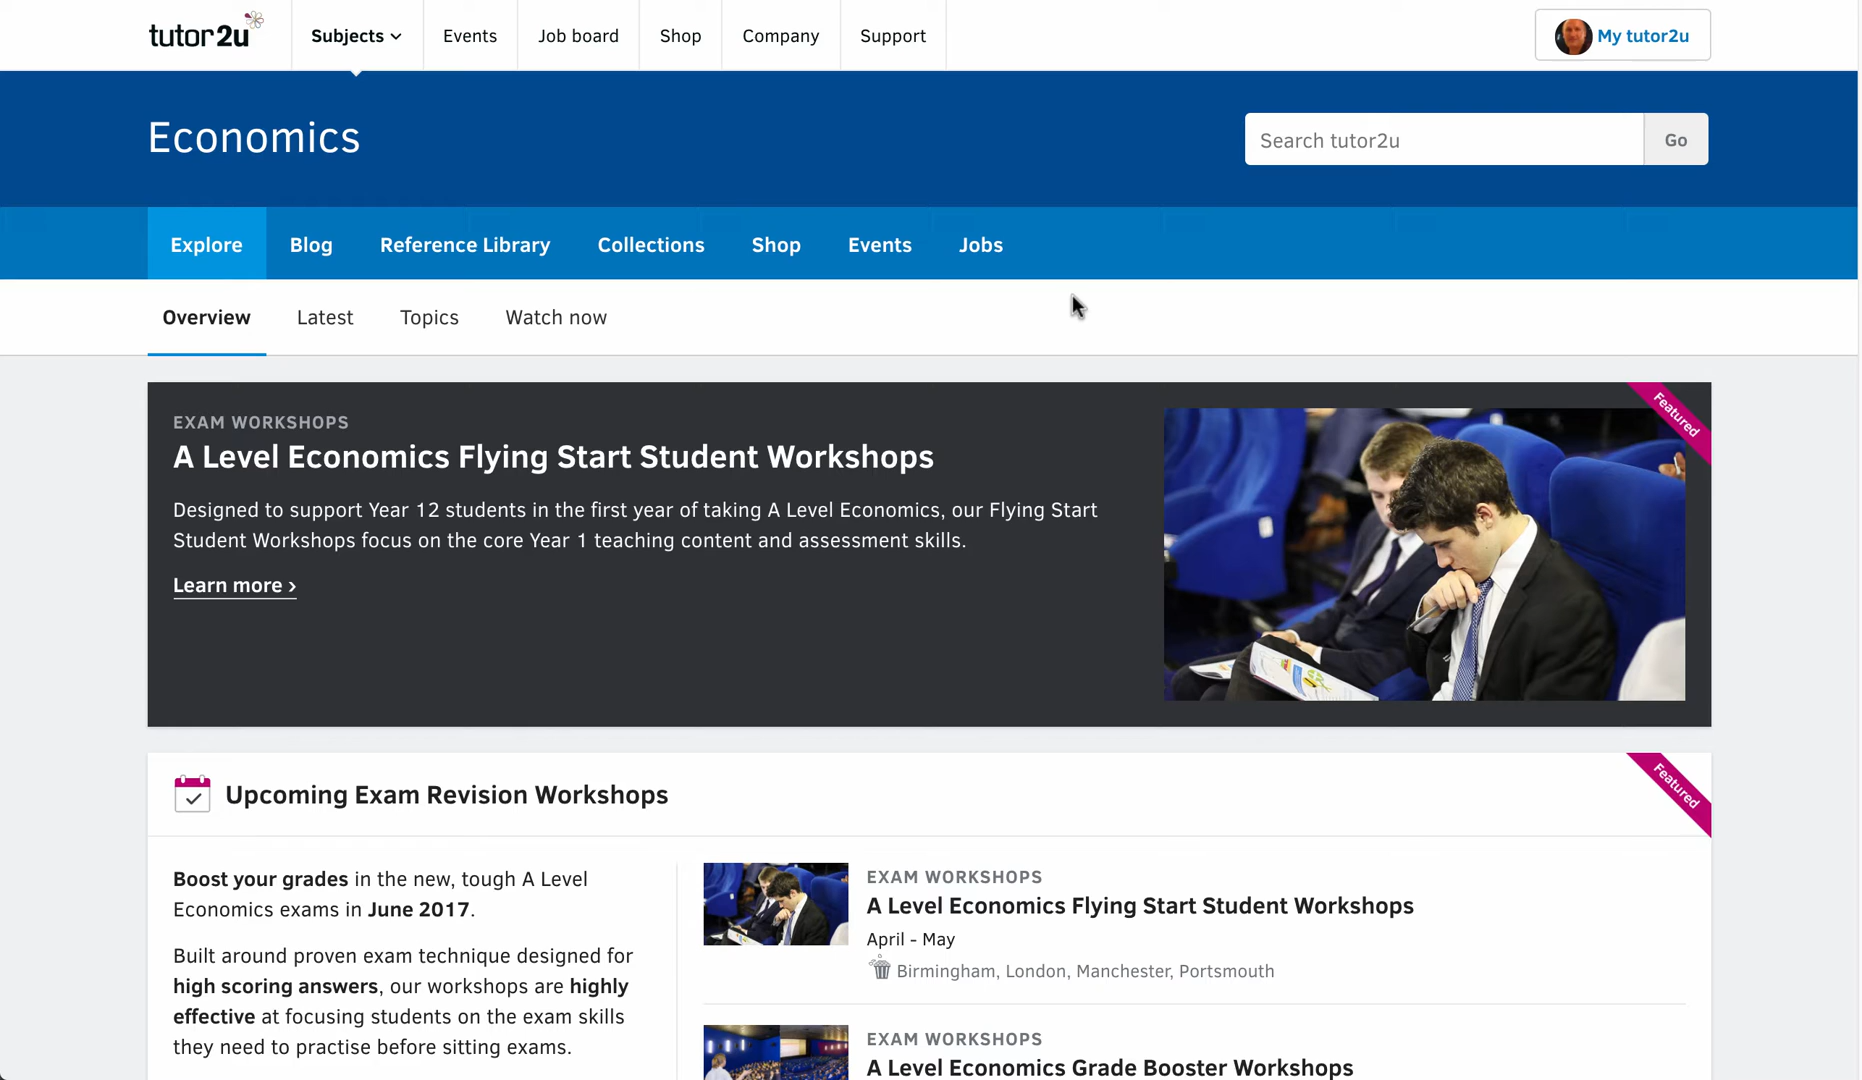 tutor2u
Subjects
Events
Job board
Shop
Company
Support
My tutor2u
Economics
Search tutor2u
Go
Explore
Blog
Reference Library
Collections
Shop
Events
Jobs
Overview
Latest
Topics
Watch now
Featured
EXAM WORKSHOPS
A Level Economics Flying Start Student Workshops
Designed to support Year 12 students in the first year of taking A Level Economics, our Flying Start
Student Workshops focus on the core Year 1 teaching content and assessment skills.
Learn more ›
Upcoming Exam Revision Workshops
Featured
Boost your grades in the new, tough A Level
Economics exams in June 2017.
Built around proven exam technique designed for
high scoring answers, our workshops are highly
effective at focusing students on the exam skills
they need to practise before sitting exams.
EXAM WORKSHOPS
A Level Economics Flying Start Student Workshops
April - May
Birmingham, London, Manchester, Portsmouth
EXAM WORKSHOPS
A Level Economics Grade Booster Workshops